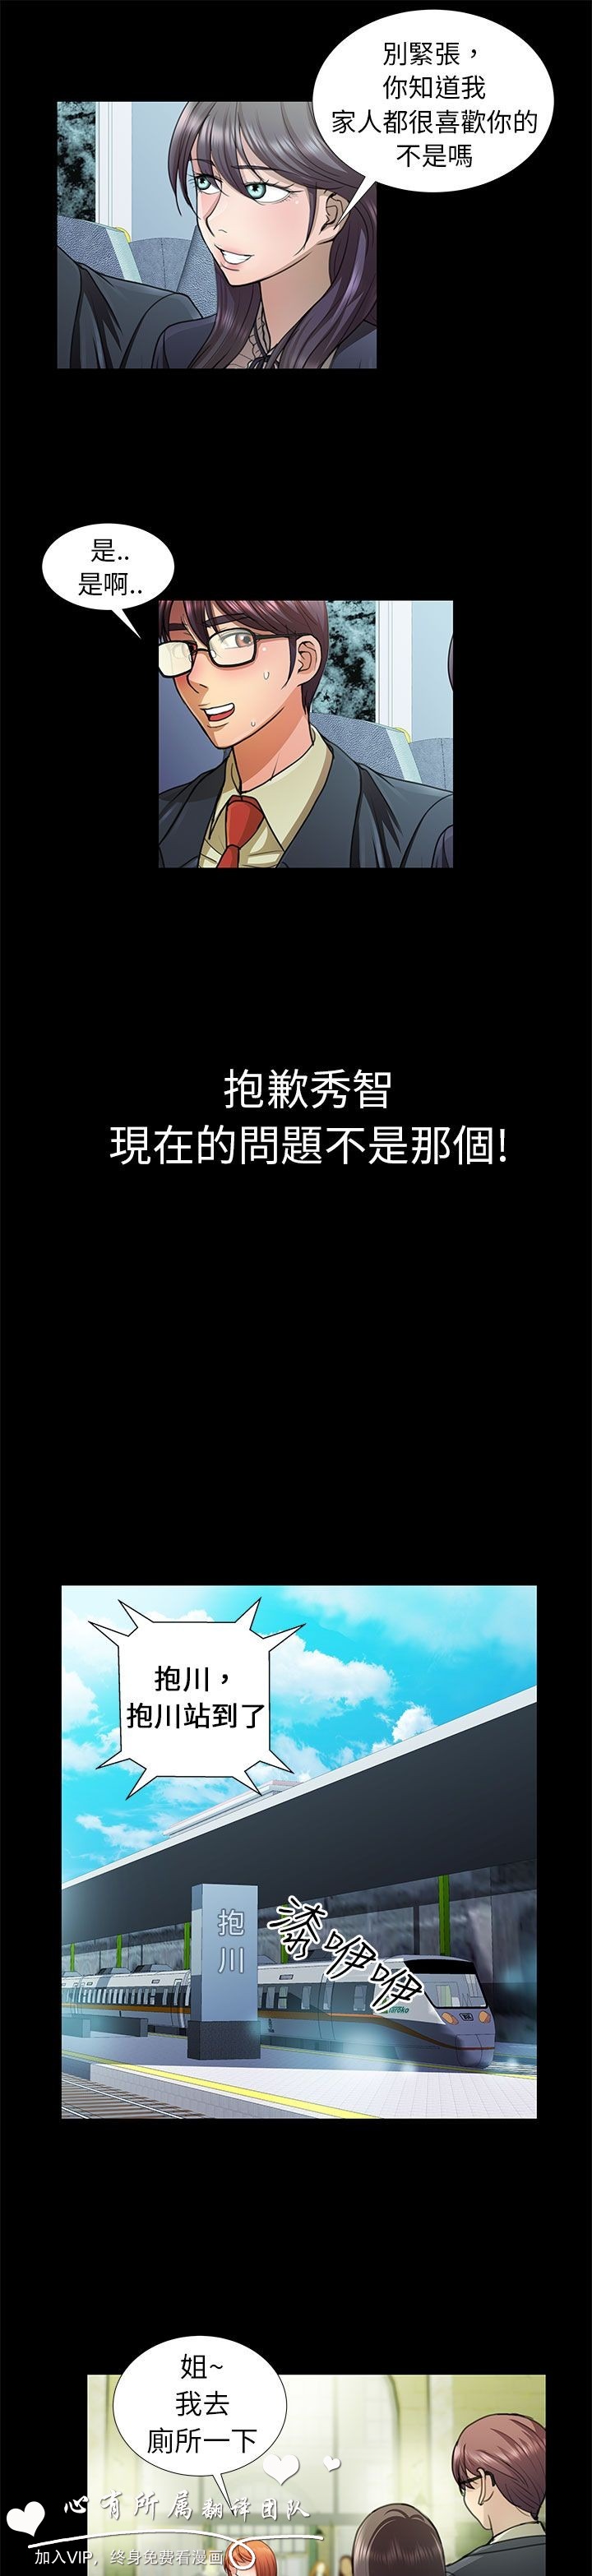 別緊張，
你知道我
家人都很喜歡你的
不是嗎
是..
是啊..
抱歉秀智
現在的問題不是那個!
抱川，
抱川站到了
抱川
漆咿咿
姐~
我去
廁所一下
心有所属翻译团队
加入VIP，终身免费看漫画